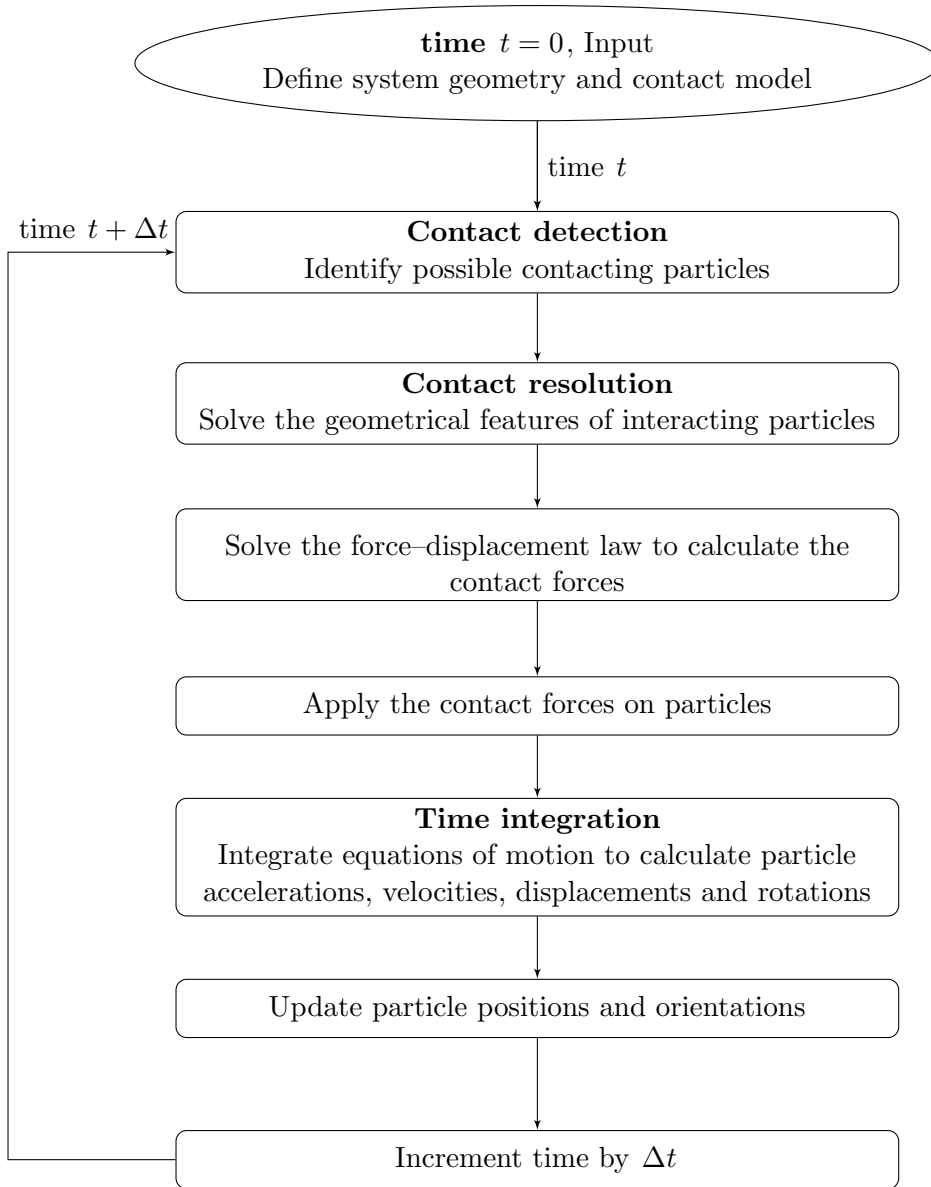 time t = 0, Input
Define system geometry and contact model
time t
time t + Δt
Contact detection
Identify possible contacting particles
Contact resolution
Solve the geometrical features of interacting particles
Solve the force–displacement law to calculate the
contact forces
Apply the contact forces on particles
Time integration
Integrate equations of motion to calculate particle
accelerations, velocities, displacements and rotations
Update particle positions and orientations
Increment time by Δt